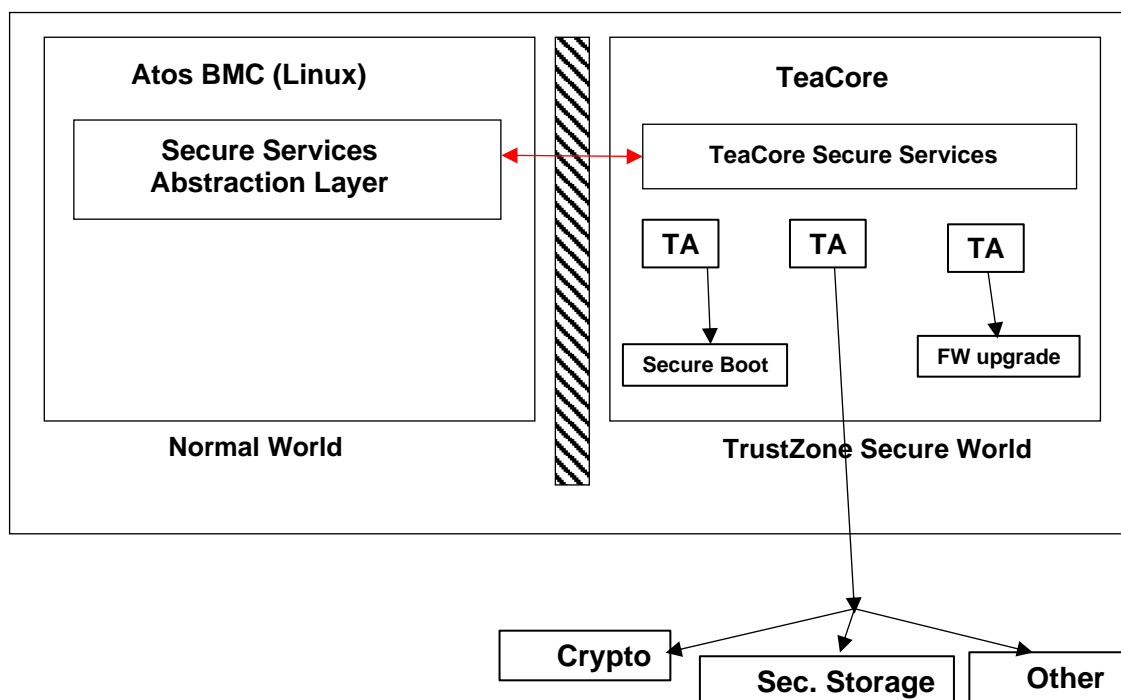 Atos BMC (Linux)
Secure Services
Abstraction Layer
Normal World
TeaCore
TeaCore Secure Services
TA
TA
TA
Secure Boot
FW upgrade
TrustZone Secure World
Crypto
Sec. Storage
Other